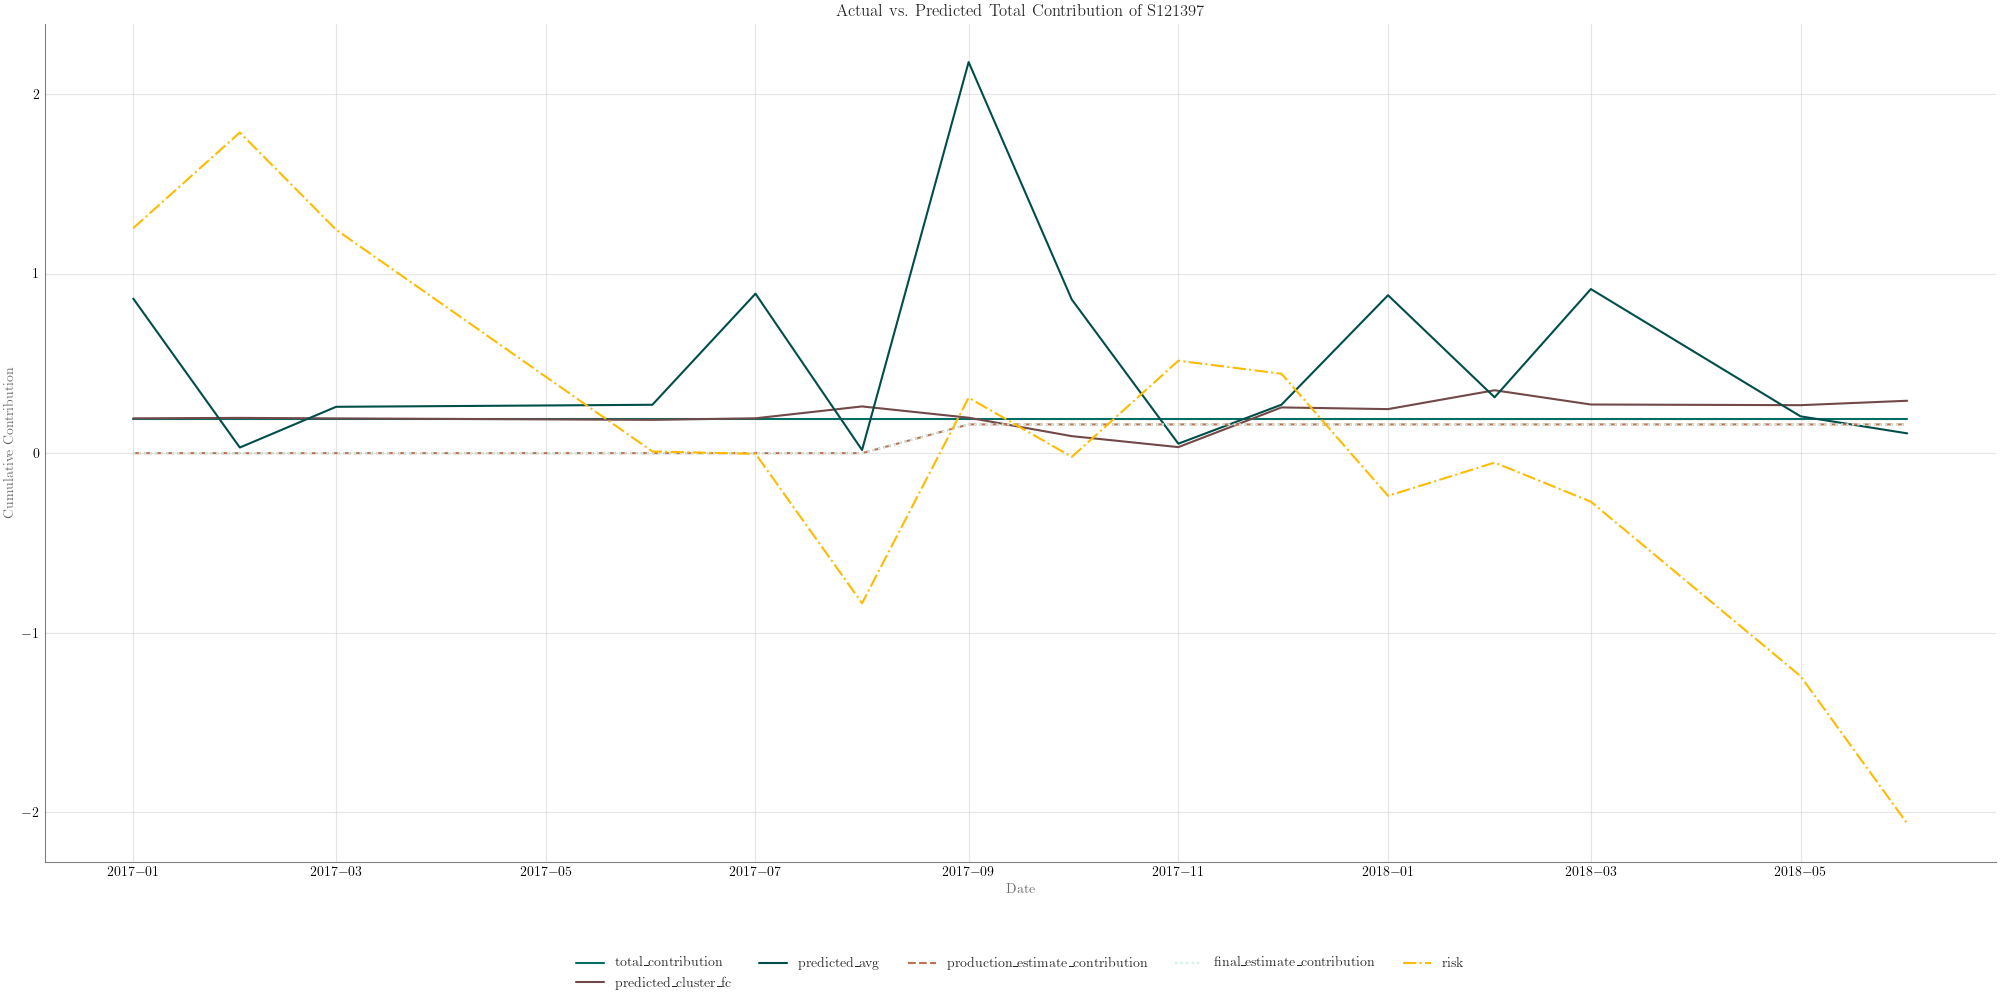 Actual vs. Predicted Total Contribution of S121397
Cumulative Contribution
2
1
0
−1
−2
2017−01 2017−03 2017−05 2017−07 2017−09 2017−11 2018−01 2018−03 2018−05
Date
total_contribution predicted_avg production_estimate_contribution final_estimate_contribution risk
predicted_cluster_fc